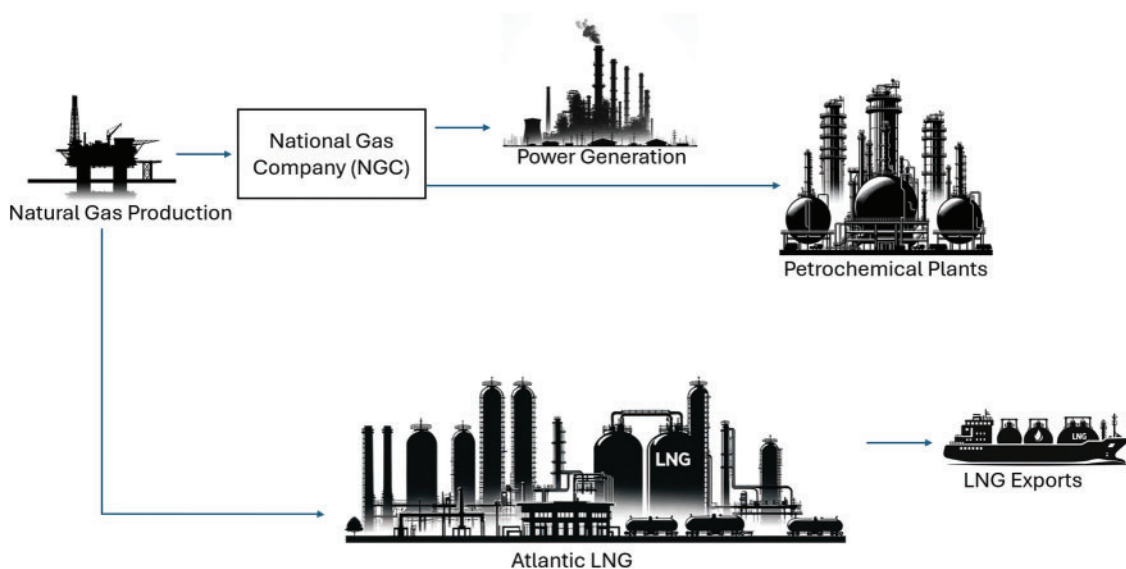 National Gas
Company (NGC)
Power Generation
Natural Gas Production
Petrochemical Plants
LNG
LNG
LNG Exports
Atlantic LNG